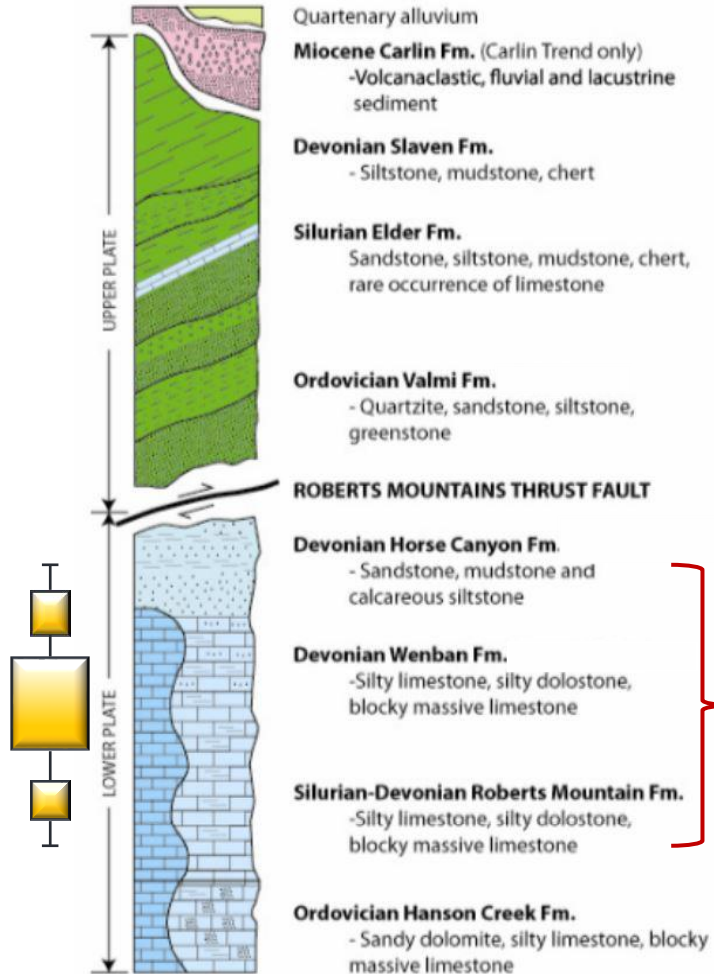 Quartenary alluvium
Miocene Carlin Fm. (Carlin Trend only)
-Volcanaclastic, fluvial and lacustrine
sediment
Devonian Slaven Fm.
- Siltstone, mudstone, chert
Silurian Elder Fm.
Sandstone, siltstone, mudstone, chert,
rare occurrence of limestone
UPPER PLATE
Ordovician Valmi Fm.
- Quartzite, sandstone, siltstone,
greenstone
ROBERTS MOUNTAINS THRUST FAULT
Devonian Horse Canyon Fm.
- Sandstone, mudstone and
calcareous siltstone
Devonian Wenban Fm.
-Silty limestone, silty dolostone,
blocky massive limestone
LOWER PLATE
Silurian-Devonian Roberts Mountain Fm.
-Silty limestone, silty dolostone,
blocky massive limestone
Ordovician Hanson Creek Fm.
- Sandy dolomite, silty limestone, blocky
massive limestone